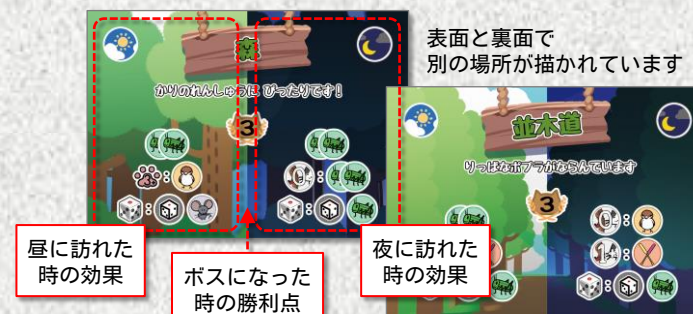 表面と裏面で
別の場所が描かれています
森
かりのれんしゅうに ぴったりです！
3
並木道
りっぱなポプラがならんでいます
3
昼に訪れた
時の効果
ボスになった
時の勝利点
夜に訪れた
時の効果